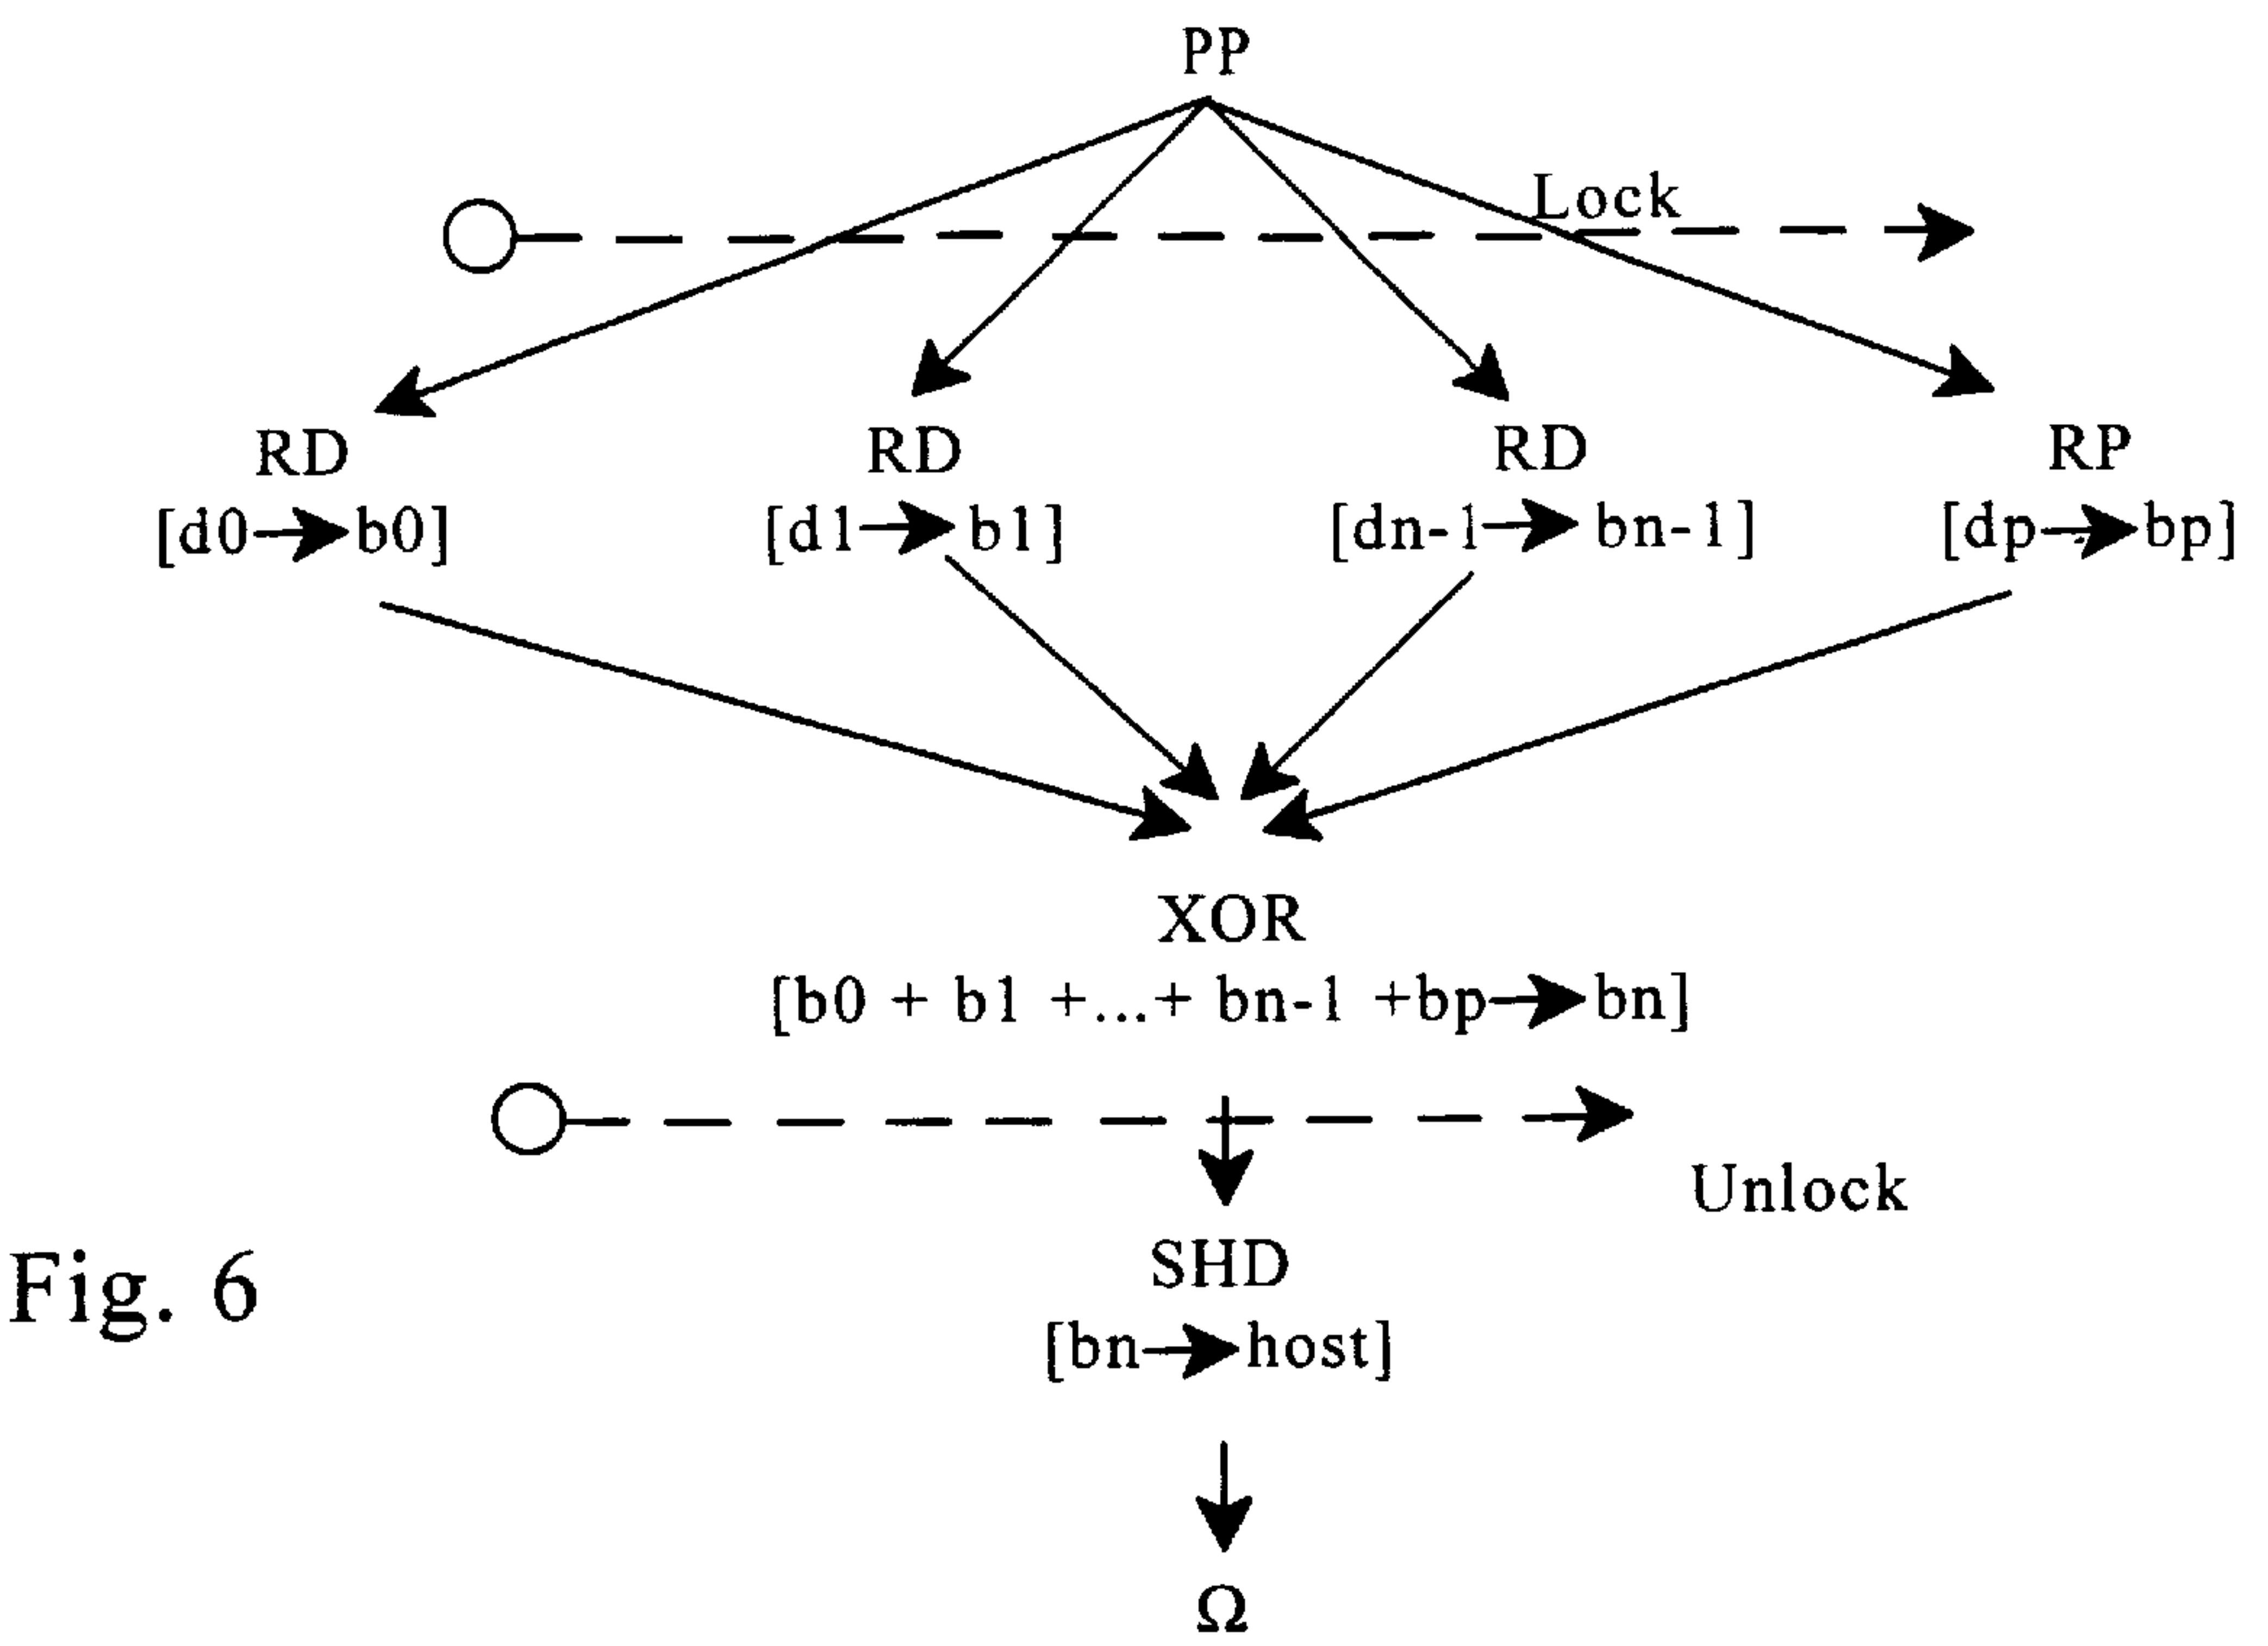 PP
Lock
RD RD RD RP
[d0→b0] [d1→b1] [dn-1→bn-1] [dp→bp]
XOR
[b0 + b1 +...+ bn-1 +bp→bn]
Unlock
SHD
Fig. 6
[bn→host]
Ω